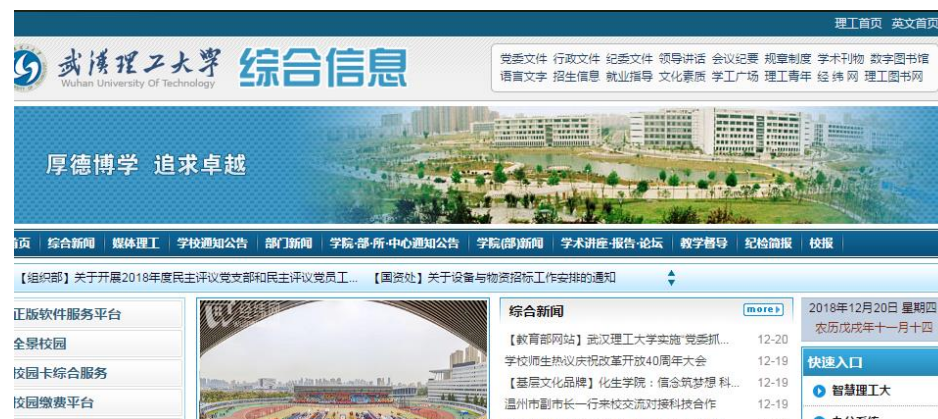 理工首页 英文首页
武汉理工大学
Wuhan University Of Technology
综合信息
党委文件 行政文件 纪委文件 领导讲话 会议纪要 规章制度 学术刊物 数字图书馆
语言文字 招生信息 就业指导 文化素质 学工广场 理工青年 经纬网 理工图书网
厚德博学 追求卓越
首页 综合新闻 媒体理工 学校通知公告 部门新闻 学院·部·所·中心通知公告 学院(部)新闻 学术讲座·报告·论坛 教学督导 纪检简报 校报
【组织部】关于开展2018年度民主评议党支部和民主评议党员工... 【国资处】关于设备与物资招标工作安排的通知
正版软件服务平台
全景校园
校园卡综合服务
校园缴费平台
综合新闻 more
【教育部网站】武汉理工大学实施“党委抓... 12-20
学校师生热议庆祝改革开放40周年大会 12-19
【基层文化品牌】化生学院：信念筑梦想 科... 12-19
温州市副市长一行来校交流对接科技合作 12-19
2018年12月20日 星期四
农历戊戌年十一月十四
快速入口
智慧理工大